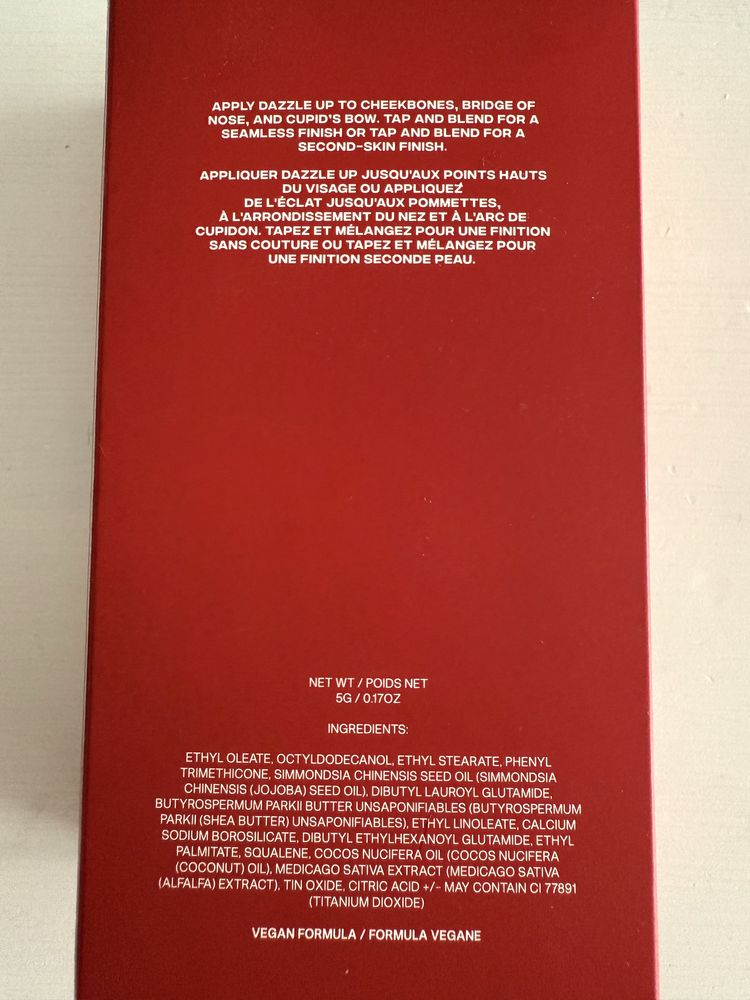 APPLY DAZZLE UP TO CHEEKBONES, BRIDGE OF
NOSE, AND CUPID'S BOW. TAP AND BLEND FOR A
SEAMLESS FINISH OR TAP AND BLEND FOR A
SECOND-SKIN FINISH.
APPLIQUER DAZZLE UP JUSQU'AUX POINTS HAUTS
DU VISAGE OU APPLIQUEZ
DE L'ÉCLAT JUSQU'AUX POMMETTES,
À L'ARRONDISSEMENT DU NEZ ET À L'ARC DE
CUPIDON. TAPEZ ET MÉLANGEZ POUR UNE FINITION
SANS COUTURE OU TAPEZ ET MÉLANGEZ POUR
UNE FINITION SECONDE PEAU.
NET WT / POIDS NET
5G / 0.17OZ
INGREDIENTS:
ETHYL OLEATE, OCTYLDODECANOL, ETHYL STEARATE, PHENYL
TRIMETHICONE, SIMMONDSIA CHINENSIS SEED OIL (SIMMONDSIA
CHINENSIS (JOJOBA) SEED OIL), DIBUTYL LAUROYL GLUTAMIDE,
BUTYROSPERMUM PARKII BUTTER UNSAPONIFIABLES (BUTYROSPERMUM
PARKII (SHEA BUTTER) UNSAPONIFIABLES), ETHYL LINOLEATE, CALCIUM
SODIUM BOROSILICATE, DIBUTYL ETHYLHEXANOYL GLUTAMIDE, ETHYL
PALMITATE, SQUALENE, COCOS NUCIFERA OIL (COCOS NUCIFERA
(COCONUT) OIL), MEDICAGO SATIVA EXTRACT (MEDICAGO SATIVA
(ALFALFA) EXTRACT), TIN OXIDE, CITRIC ACID +/- MAY CONTAIN CI 77891
(TITANIUM DIOXIDE)
VEGAN FORMULA / FORMULA VEGANE